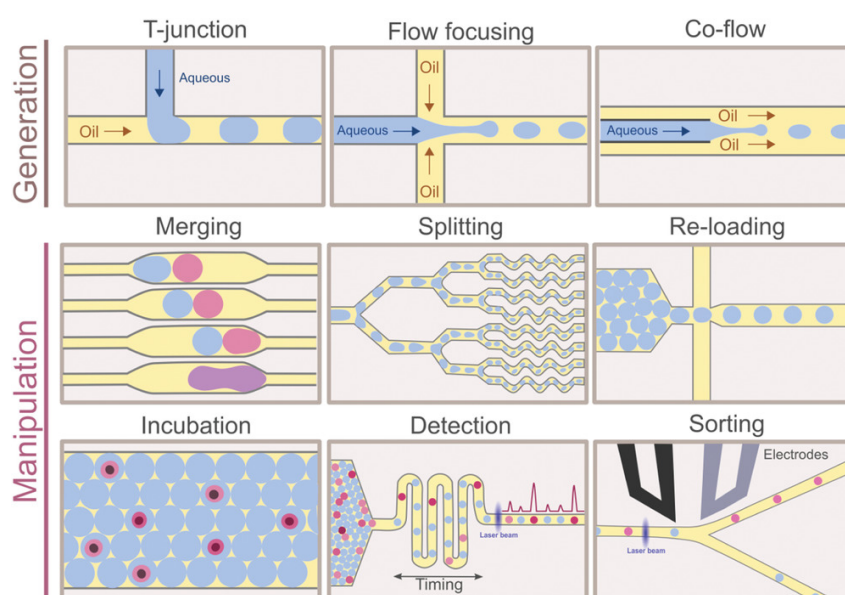 Generation
T-junction
Aqueous
Oil
Flow focusing
Oil
Aqueous
Oil
Co-flow
Oil
Aqueous
Oil
Manipulation
Merging
Splitting
Re-loading
Incubation
Detection
Laser beam
Timing
Sorting
Electrodes
Laser beam